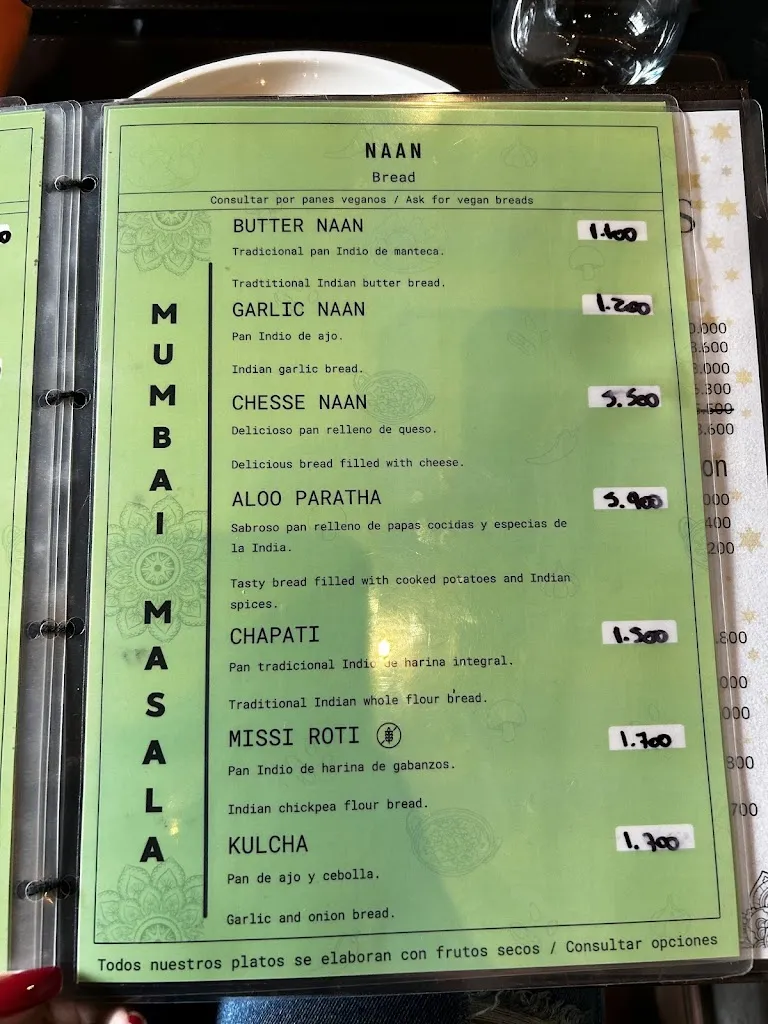 NAAN
Bread
Consultar por panes veganos / Ask for vegan breads
MUMBAI MASALA
BUTTER NAAN
Tradicional pan Indio de manteca.
Tradtitional Indian butter bread.
GARLIC NAAN 1.200
Pan Indio de ajo.
Indian garlic bread.
CHESSE NAAN 5.500
Delicioso pan relleno de queso.
Delicious bread filled with cheese.
ALOO PARATHA 5.900
Sabroso pan relleno de papas cocidas y especias de
la India.
Tasty bread filled with cooked potatoes and Indian
spices.
CHAPATI 1.500
Pan tradicional Indio de harina integral.
Traditional Indian whole flour bread.
MISSI ROTI 1.700
Pan Indio de harina de gabanzos.
Indian chickpea flour bread.
KULCHA 1.700
Pan de ajo y cebolla.
Garlic and onion bread.
Todos nuestros platos se elaboran con frutos secos / Consultar opciones